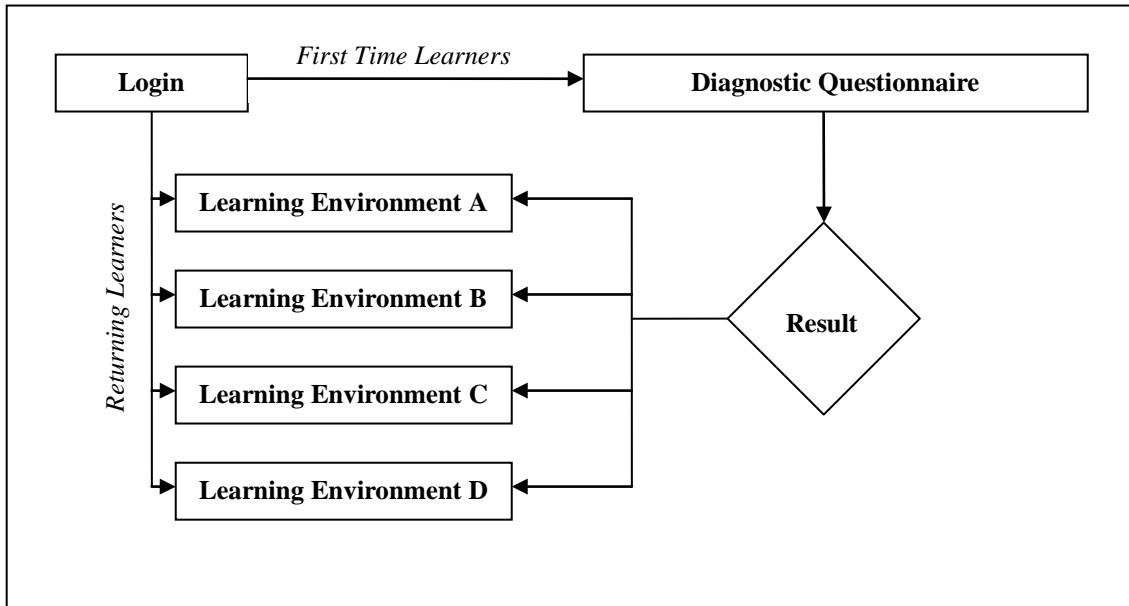 First Time Learners
Login
Diagnostic Questionnaire
Learning Environment A
Returning Learners
Learning Environment B
Result
Learning Environment C
Learning Environment D